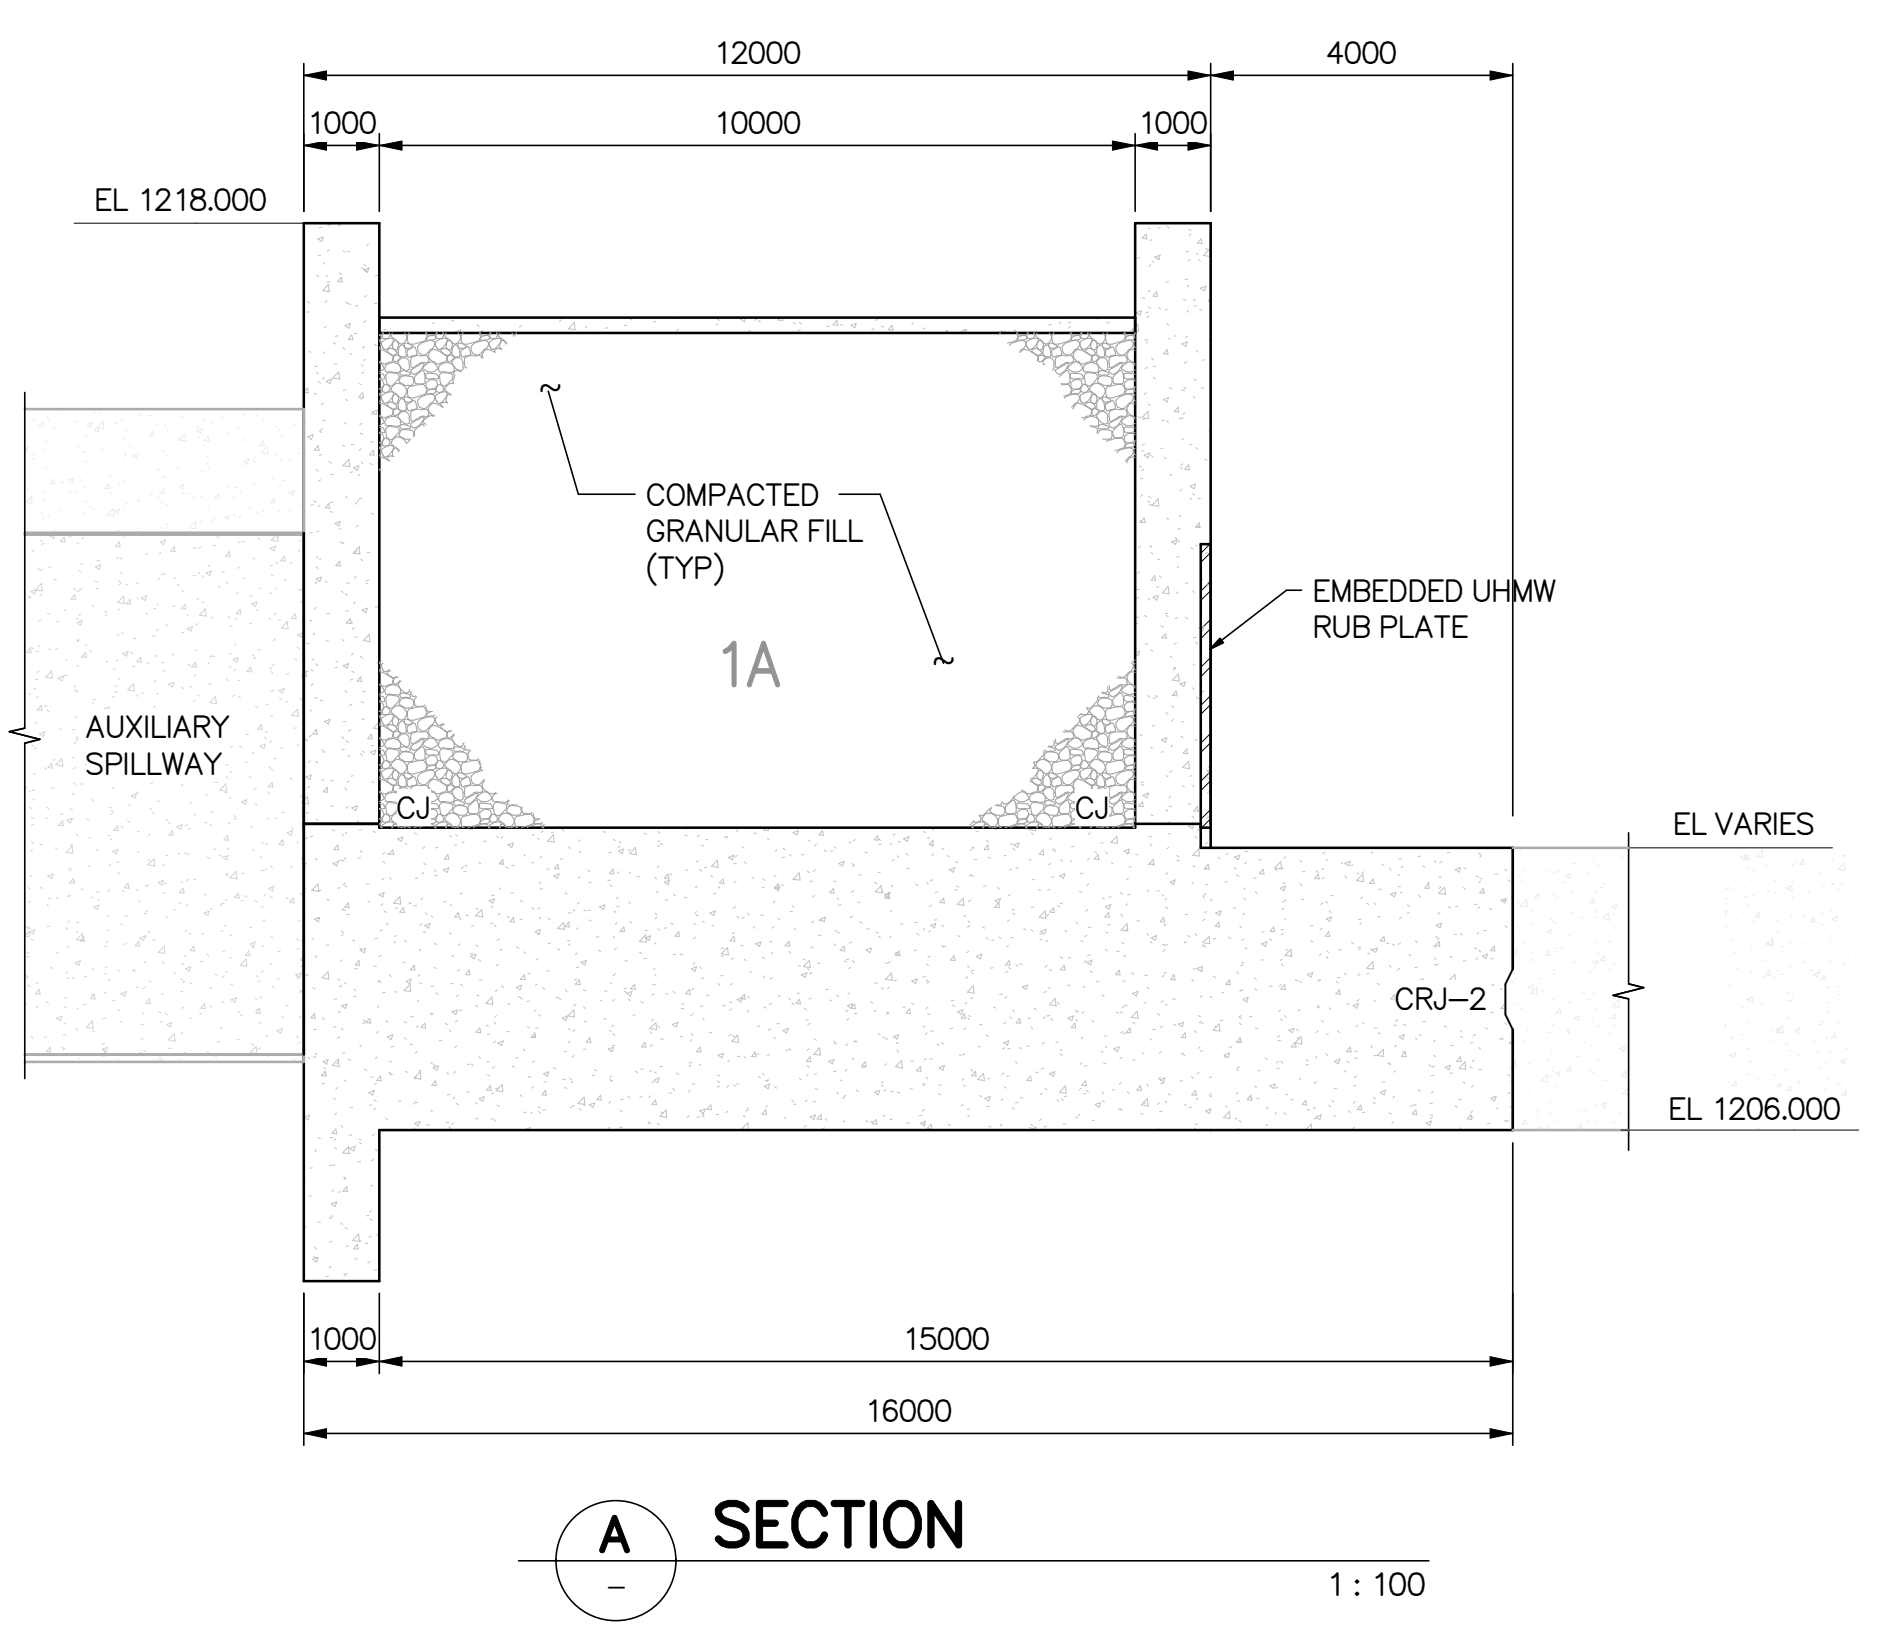 12000
4000
1000
10000
1000
EL 1218.000
COMPACTED
GRANULAR FILL
(TYP)
EMBEDDED UHMW
RUB PLATE
1A
AUXILIARY
SPILLWAY
CJ
CJ
EL VARIES
CRJ-2
EL 1206.000
1000
15000
16000
A
-
SECTION
1 : 100